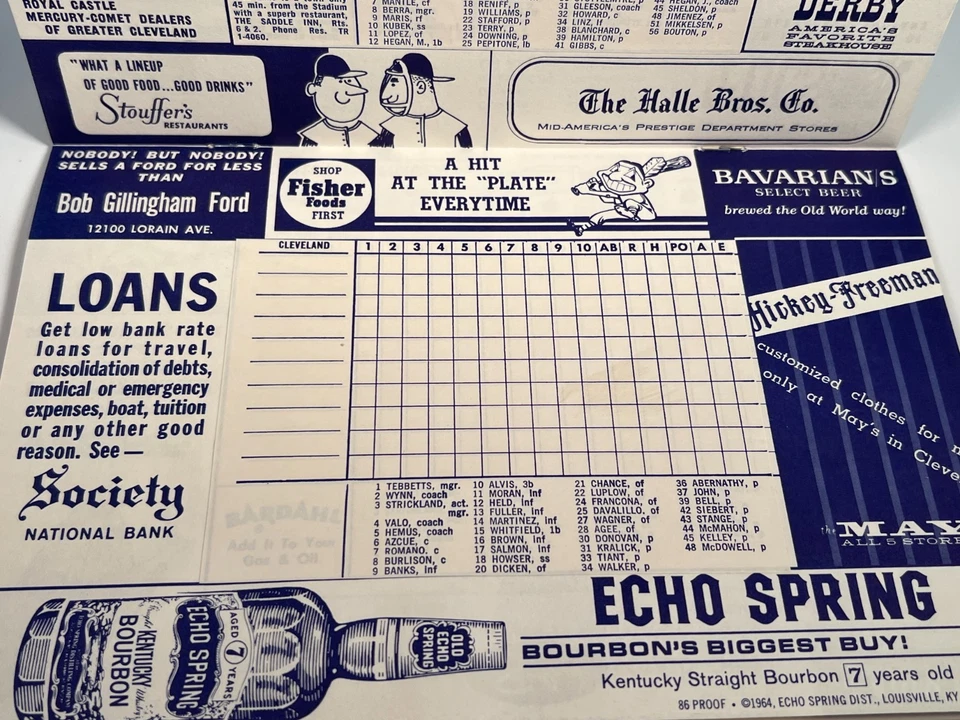 ROYAL CASTLE
MERCURY-COMET DEALERS
OF GREATER CLEVELAND
45 min. from the Stadium
with a superb restaurant,
THE SADDLE INN, Rts.
6 & 2. Phone Res. TR
1-4060.
7 MANTLE, cf
8 BERRA, mgr.
9 MARIS, rf
10 KUBEK, ss
11 LOPEZ, of
12 HEGAN, M., 1b
18 RENIFF, p
19 WILLIAMS, p
22 STAFFORD, p
23 TERRY, p
24 DOWNING, p
25 PEPITONE, 1b
31 GLEESON, coach
32 HOWARD, c
34 LINZ, if
38 BLANCHARD, c
39 HAMILTON, p
41 GIBBS, c
44 HEGAN, J., coach
45 SHELDON, p
48 JIMENEZ, of
51 MIKKELSEN, p
56 BOUTON, p
DERBY
AMERICA'S
FAVORITE
STEAKHOUSE
"WHAT A LINEUP
OF GOOD FOOD...GOOD DRINKS"
Stouffer's
RESTAURANTS
The Halle Bros. Co.
MID-AMERICA'S PRESTIGE DEPARTMENT STORES
NOBODY! BUT NOBODY!
SELLS A FORD FOR LESS
THAN
Bob Gillingham Ford
12100 LORAIN AVE.
SHOP
Fisher
Foods
FIRST
A HIT
AT THE "PLATE"
EVERYTIME
BAVARIAN/S
SELECT BEER
brewed the Old World way!
CLEVELAND 1 2 3 4 5 6 7 8 9 10 AB R H PO A E
LOANS
Get low bank rate
loans for travel,
consolidation of debts,
medical or emergency
expenses, boat, tuition
or any other good
reason. See —
Society
NATIONAL BANK
Hickey-Freeman
customized clothes for
only at May's in Cleve
the MAY
ALL 5 STORE
1 TEBBETTS, mgr.
2 WYNN, coach
3 STRICKLAND, act.
mgr.
4 VALO, coach
5 HEMUS, coach
6 AZCUE, c
7 ROMANO, c
8 BURLISON, c
9 BANKS, inf
10 ALVIS, 3b
11 MORAN, inf
12 HELD, inf
13 FULLER, inf
14 MARTINEZ, inf
15 WHITFIELD, 1b
16 BROWN, inf
17 SALMON, inf
18 HOWSER, ss
20 DICKEN, of
21 CHANCE, of
22 LUPLOW, of
24 FRANCONA, of
25 DAVALILLO, of
27 WAGNER, of
28 AGEE, of
30 DONOVAN, p
31 KRALICK, p
33 TIANT, p
34 WALKER, p
36 ABERNATHY, p
37 JOHN, p
39 BELL, p
42 SIEBERT, p
43 STANGE, p
44 McMAHON, p
45 KELLEY, p
48 McDOWELL, p
ECHO SPRING
BOURBON'S BIGGEST BUY!
Kentucky Straight Bourbon 7 years old
86 PROOF • ©1964, ECHO SPRING DIST., LOUISVILLE, KY
AGED 7 YEARS
ECHO SPRING
KENTUCKY
BOURBON
OLD
ECHO
SPRING